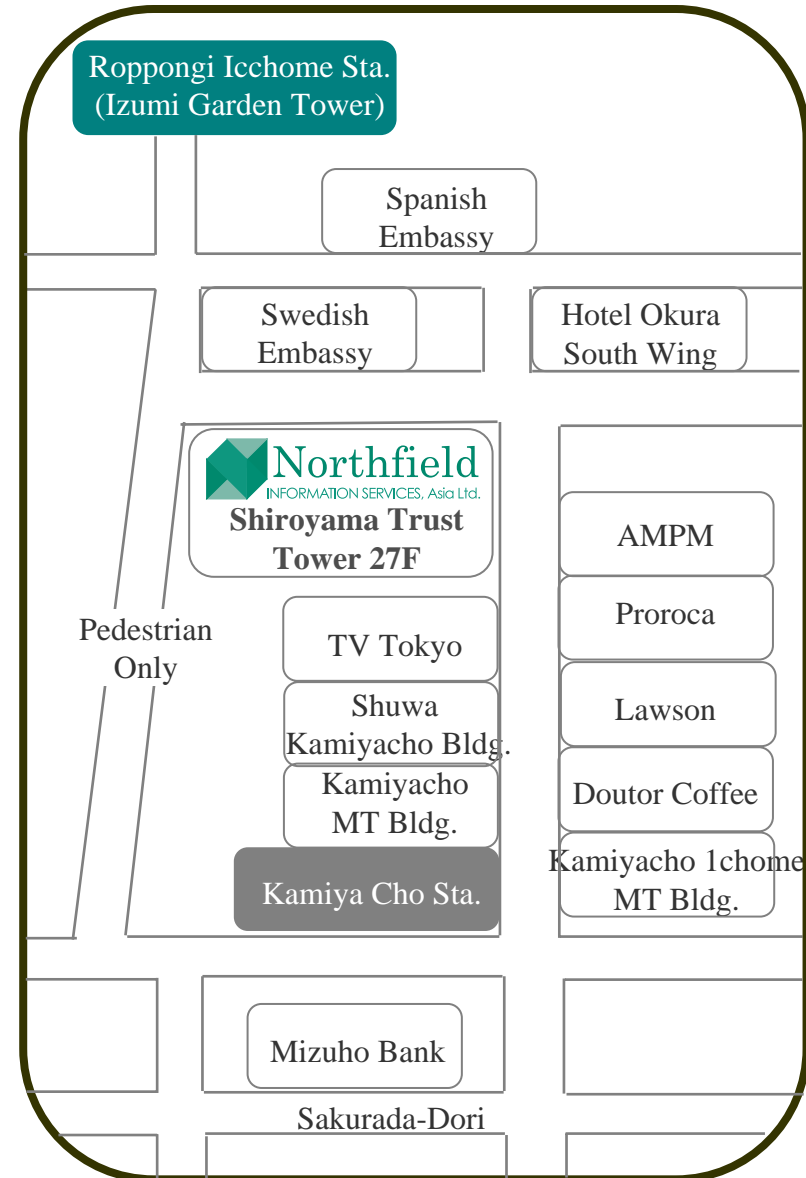 Roppongi Icchome Sta.
(Izumi Garden Tower)
Spanish
Embassy
Swedish
Embassy
Hotel Okura
South Wing
Northfield
INFORMATION SERVICES, Asia Ltd.
Shiroyama Trust
Tower 27F
AMPM
Proroca
Pedestrian
Only
TV Tokyo
Shuwa
Kamiyacho Bldg.
Lawson
Kamiyacho
MT Bldg.
Doutor Coffee
Kamiya Cho Sta.
Kamiyacho 1chome
MT Bldg.
Mizuho Bank
Sakurada-Dori